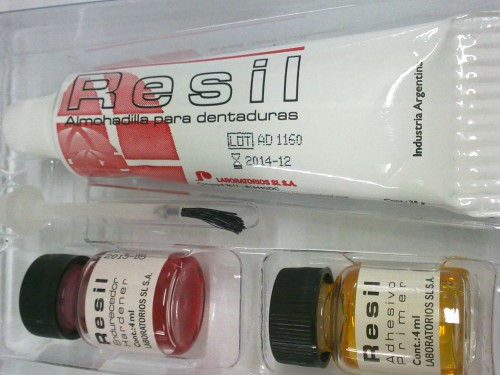 Resil
Almohadilla para dentaduras
LOT AD 1160
2014-12
LABORATORIOS SL S.A.
Industria Argentina
Resil
Endurecedor
Hardener
Cont.: 4 ml
LABORATORIOS SL S.A.
Resil
Adhesivo
Primer
Cont.: 4 ml
LABORATORIOS SL S.A.